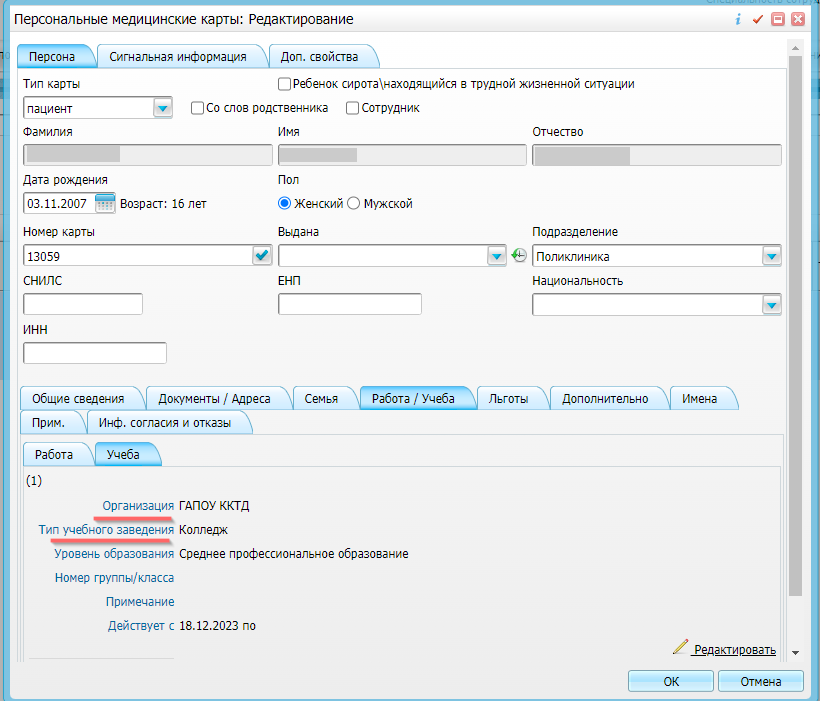 Персональные медицинские карты: Редактирование
Персона Сигнальная информация Доп. свойства
Тип карты Ребенок сирота\находящийся в трудной жизненной ситуации
пациент Со слов родственника Сотрудник
Фамилия Имя Отчество
Дата рождения Пол
03.11.2007 Возраст: 16 лет Женский Мужской
Номер карты Выдана Подразделение
13059 Поликлиника
СНИЛС ЕНП Национальность
ИНН
Общие сведения Документы / Адреса Семья Работа / Учеба Льготы Дополнительно Имена
Прим. Инф. согласия и отказы
Работа Учеба
(1)
Организация ГАПОУ ККТД
Тип учебного заведения Колледж
Уровень образования Среднее профессиональное образование
Номер группы/класса
Примечание
Действует с 18.12.2023 по
Редактировать
ОК Отмена